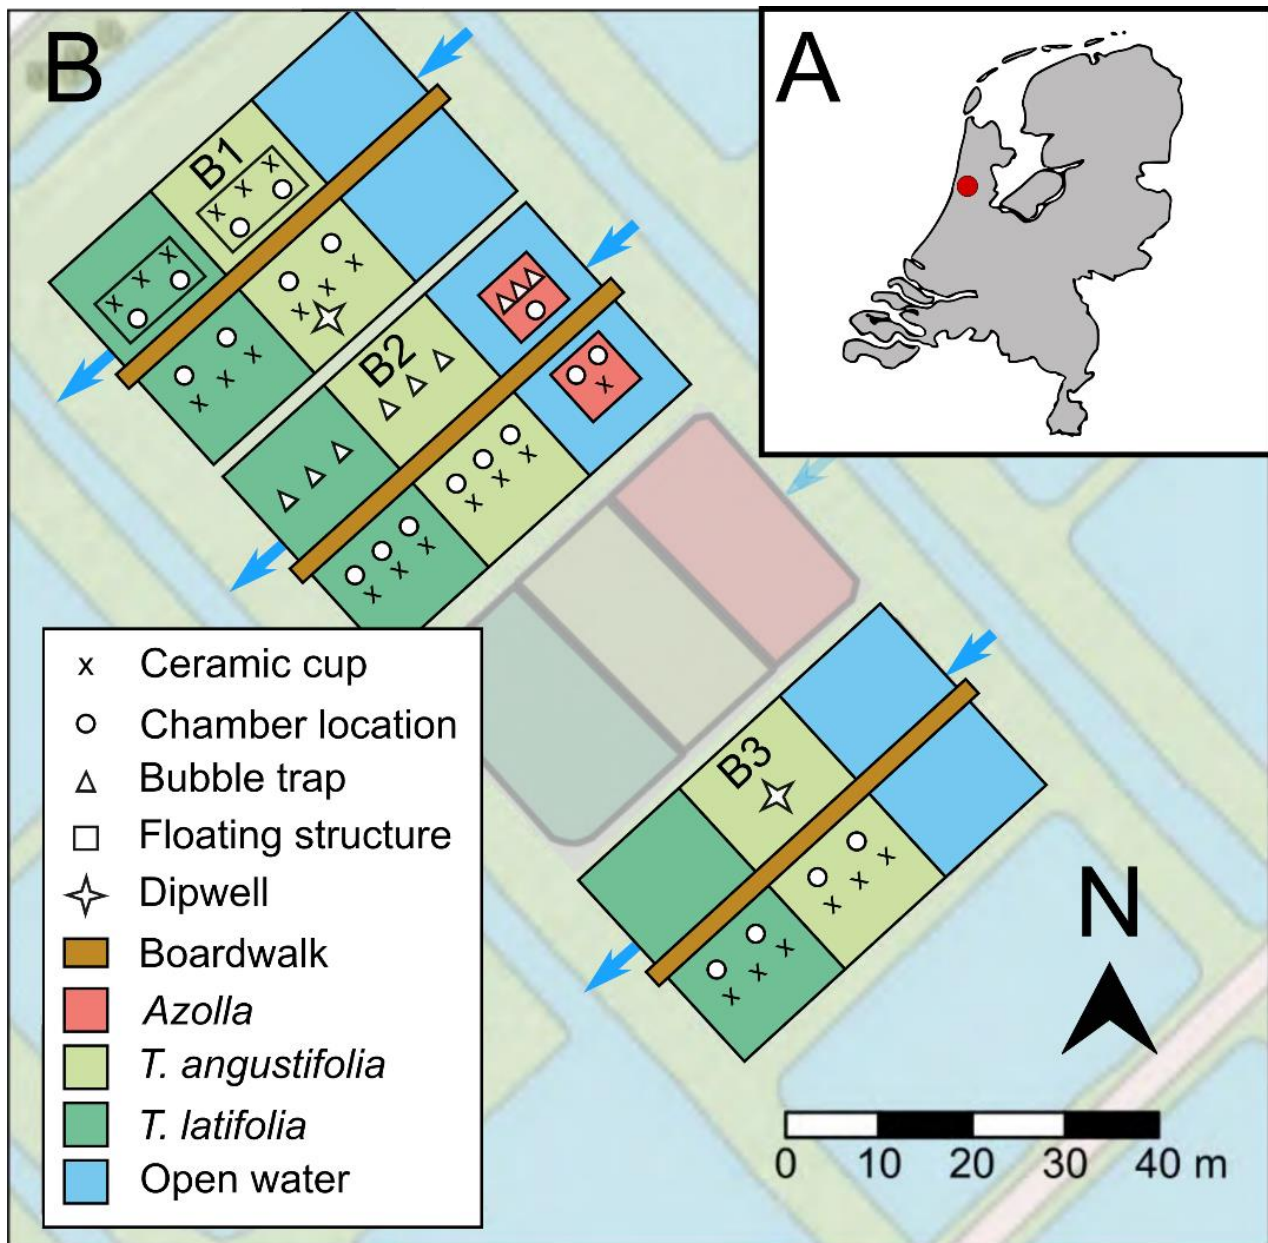 B
A
B1
B2
B3
x Ceramic cup
Chamber location
Bubble trap
Floating structure
Dipwell
Boardwalk
Azolla
T. angustifolia
T. latifolia
Open water
N
0 10 20 30 40 m